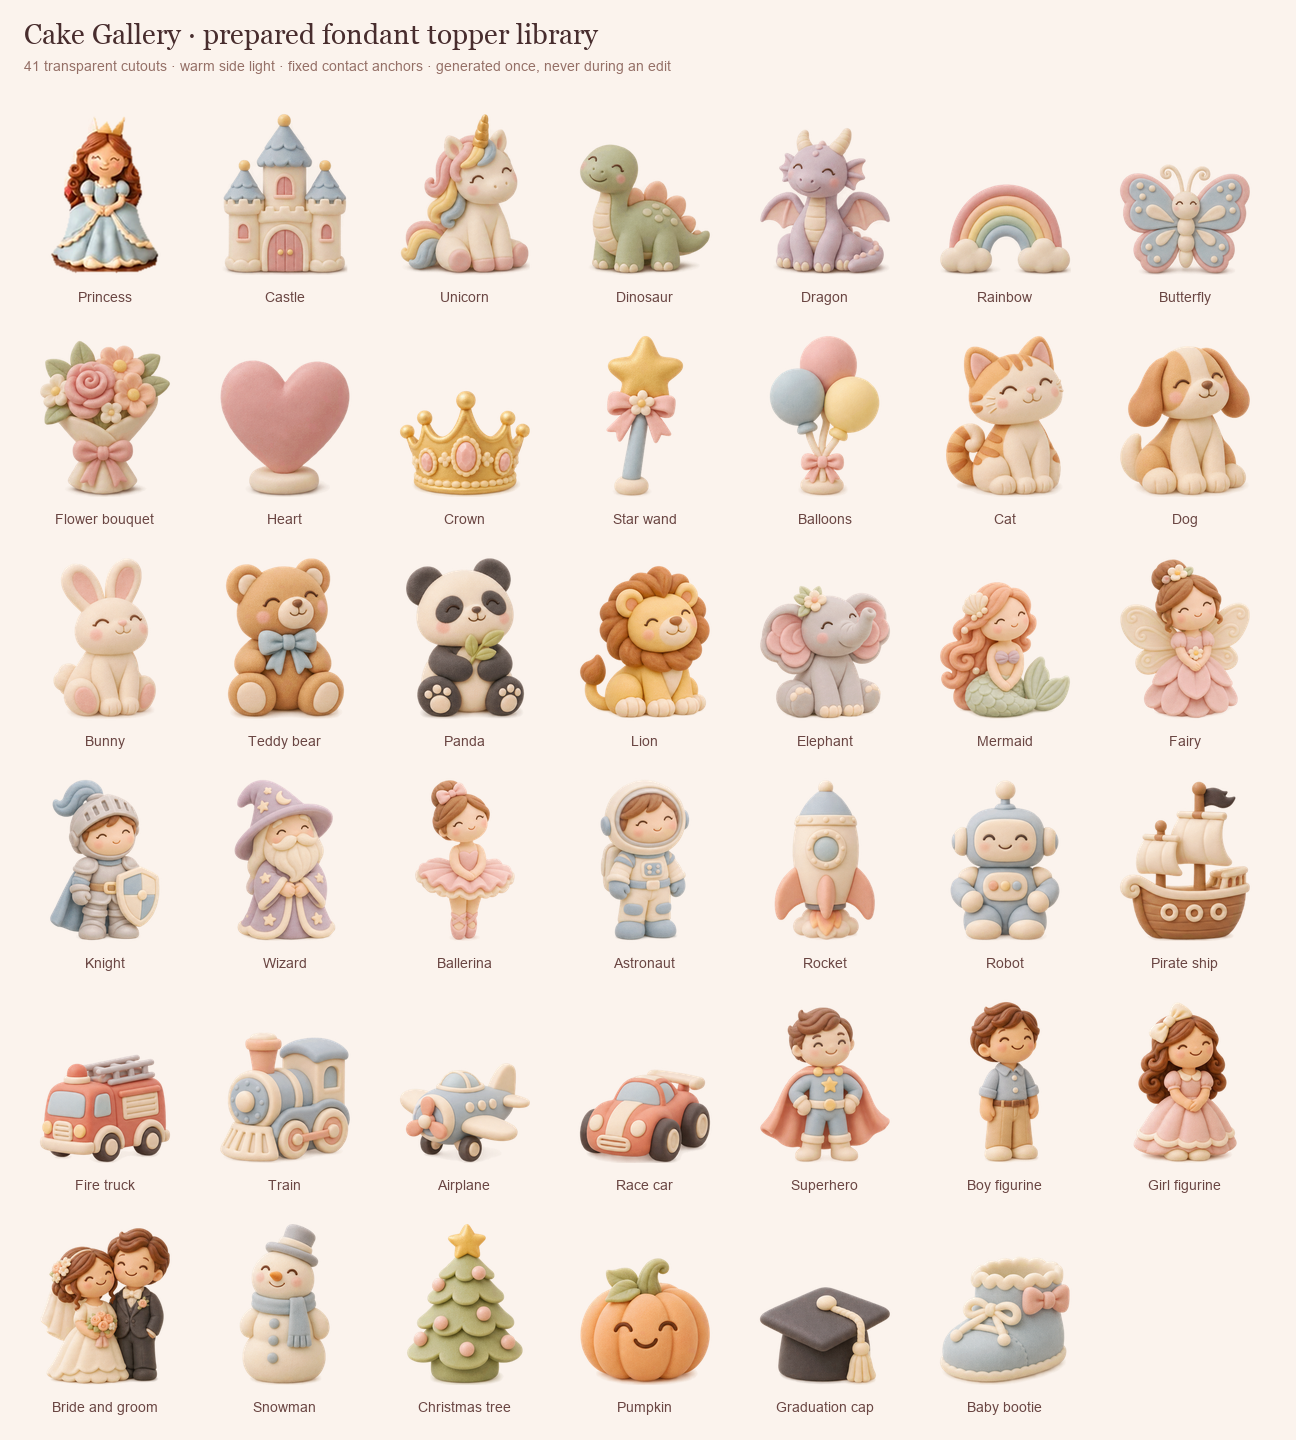 Cake Gallery · prepared fondant topper library
41 transparent cutouts · warm side light · fixed contact anchors · generated once, never during an edit
Princess
Castle
Unicorn
Dinosaur
Dragon
Rainbow
Butterfly
Flower bouquet
Heart
Crown
Star wand
Balloons
Cat
Dog
Bunny
Teddy bear
Panda
Lion
Elephant
Mermaid
Fairy
Knight
Wizard
Ballerina
Astronaut
Rocket
Robot
Pirate ship
Fire truck
Train
Airplane
Race car
Superhero
Boy figurine
Girl figurine
Bride and groom
Snowman
Christmas tree
Pumpkin
Graduation cap
Baby bootie